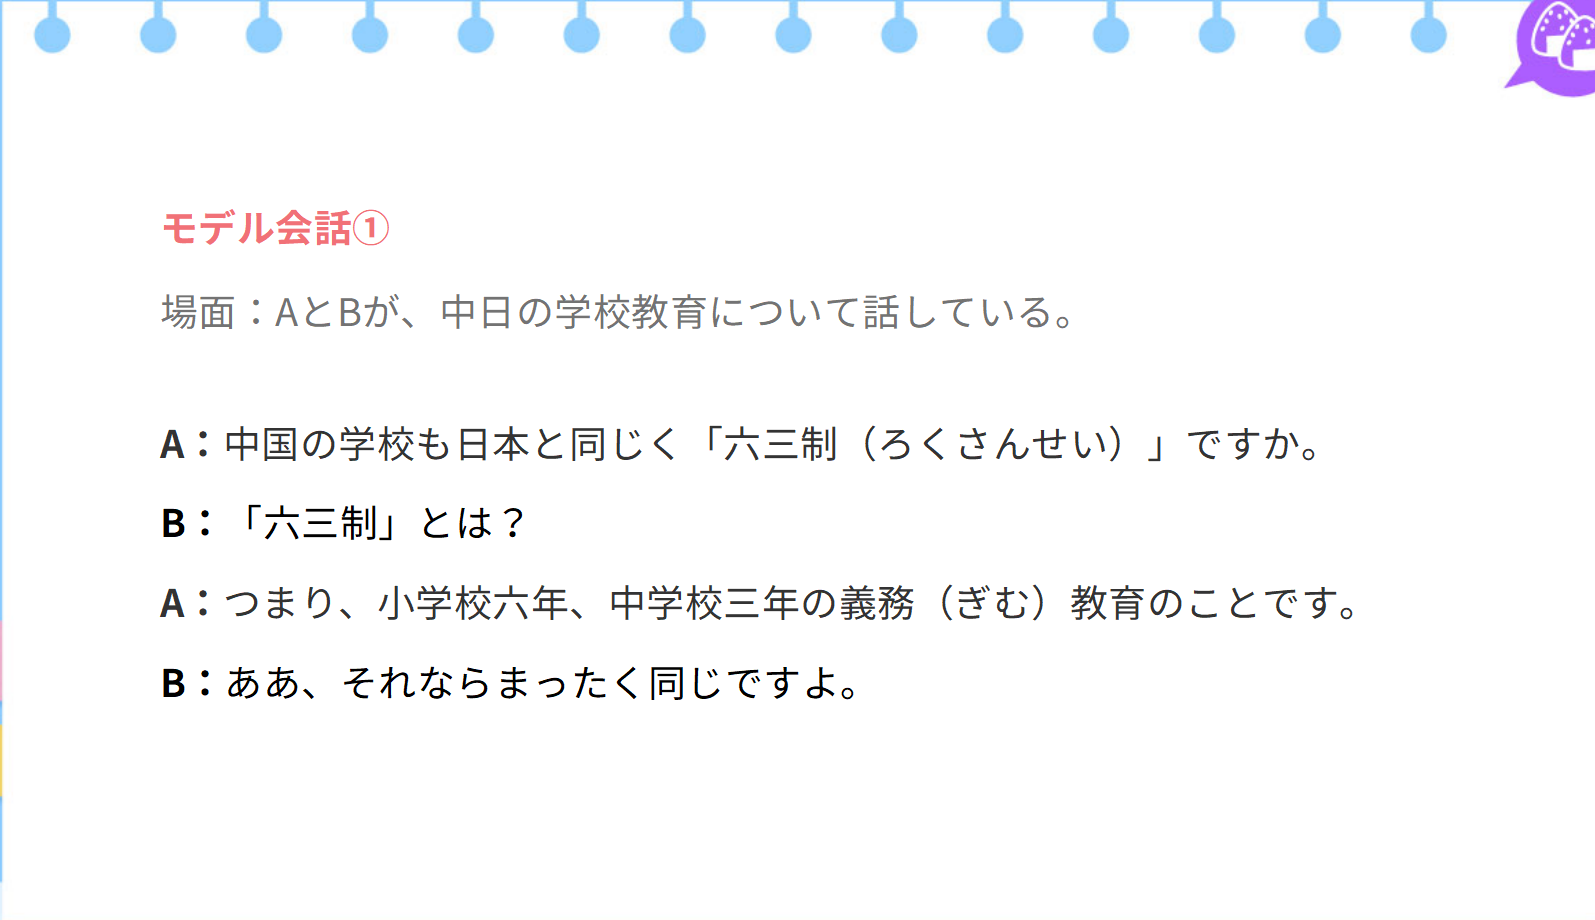 モデル会話①
場面：AとBが、中日の学校教育について話している。
A：中国の学校も日本と同じく「六三制（ろくさんせい）」ですか。
B：「六三制」とは？
A：つまり、小学校六年、中学校三年の義務（ぎむ）教育のことです。
B：ああ、それならまったく同じですよ。